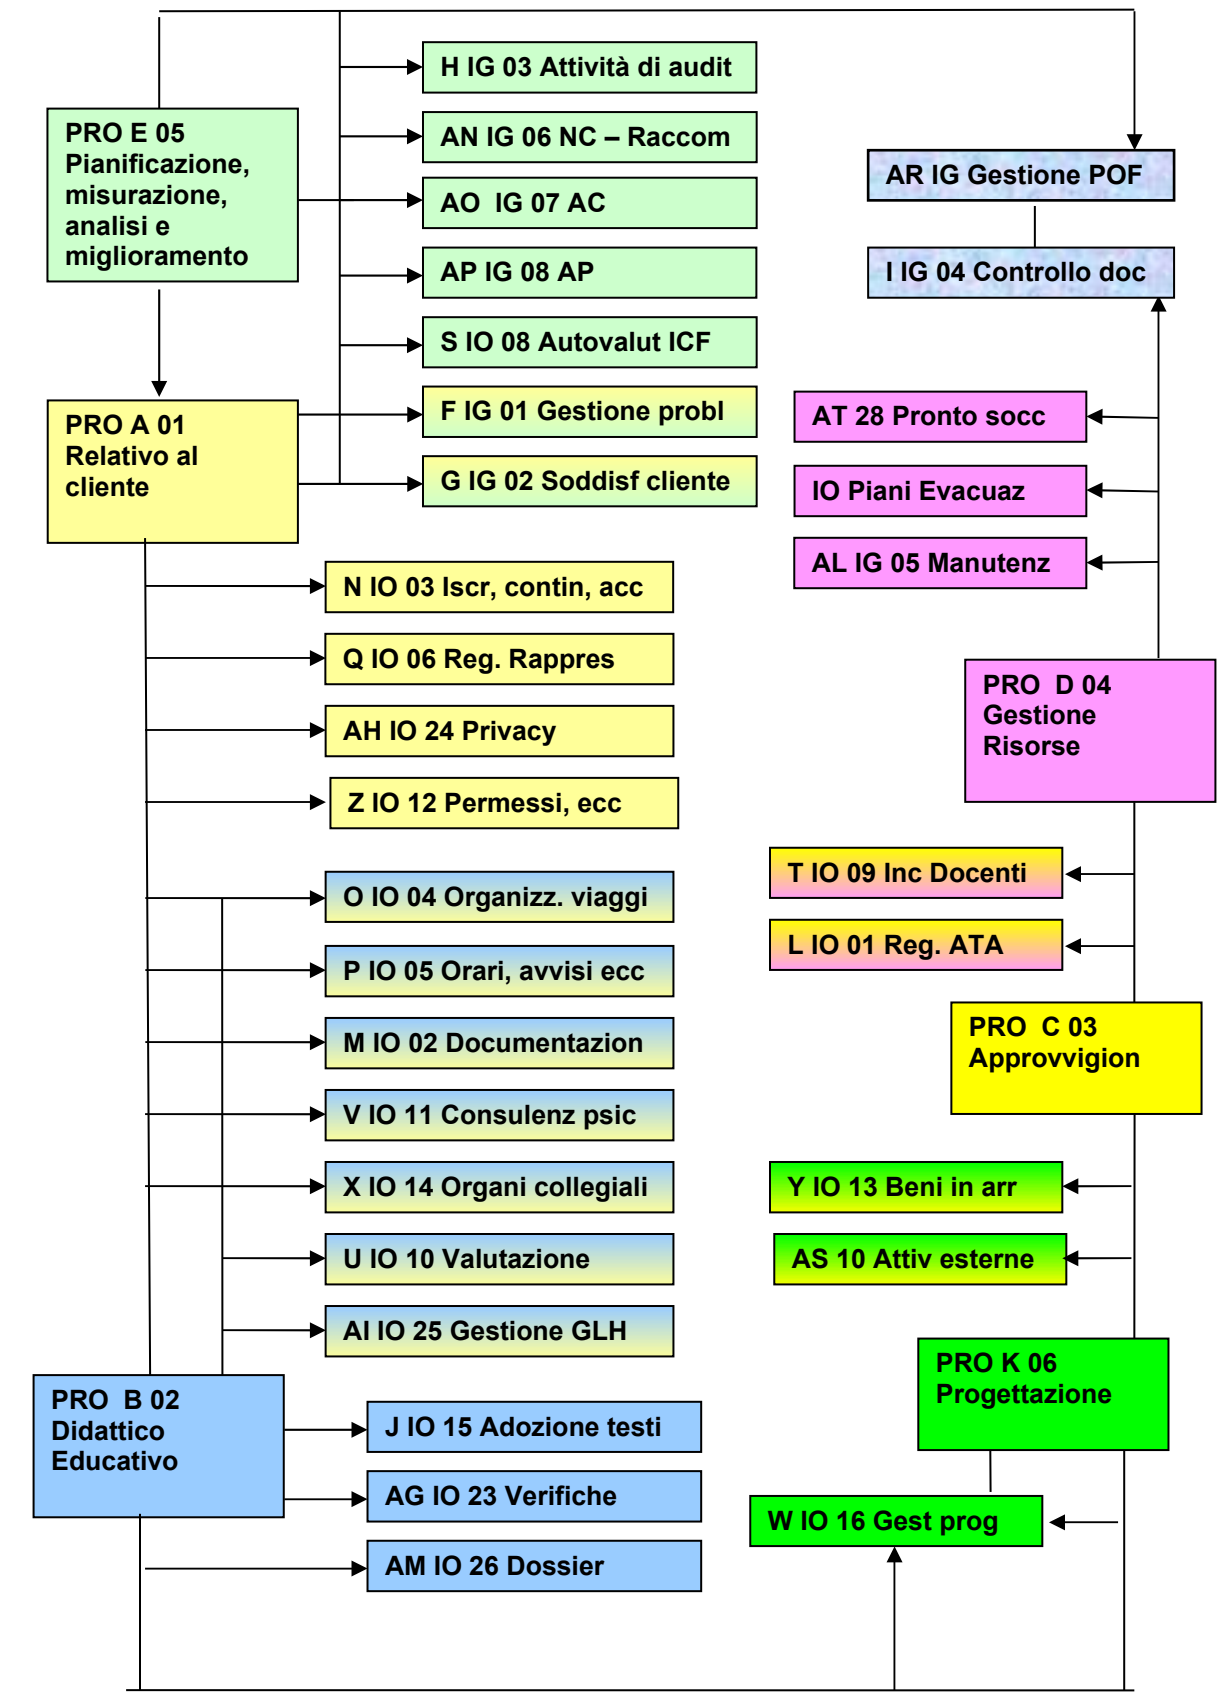 H IG 03 Attività di audit
PRO E 05
Pianificazione,
misurazione,
analisi e
miglioramento
AN IG 06 NC – Raccom
AO  IG 07 AC
AP IG 08 AP
S IO 08 Autovalut ICF
AR IG Gestione POF
I IG 04 Controllo doc
PRO A 01
Relativo al
cliente
F IG 01 Gestione probl
G IG 02 Soddisf cliente
AT 28 Pronto socc
IO Piani Evacuaz
AL IG 05 Manutenz
N IO 03 Iscr, contin, acc
Q IO 06 Reg. Rappres
AH IO 24 Privacy
Z IO 12 Permessi, ecc
PRO  D 04
Gestione
Risorse
O IO 04 Organizz. viaggi
P IO 05 Orari, avvisi ecc
M IO 02 Documentazion
V IO 11 Consulenz psic
X IO 14 Organi collegiali
U IO 10 Valutazione
AI IO 25 Gestione GLH
T IO 09 Inc Docenti
L IO 01 Reg. ATA
PRO  C 03
Approvvigion
Y IO 13 Beni in arr
AS 10 Attiv esterne
PRO K 06
Progettazione
PRO  B 02
Didattico
Educativo
J IO 15 Adozione testi
AG IO 23 Verifiche
AM IO 26 Dossier
W IO 16 Gest prog